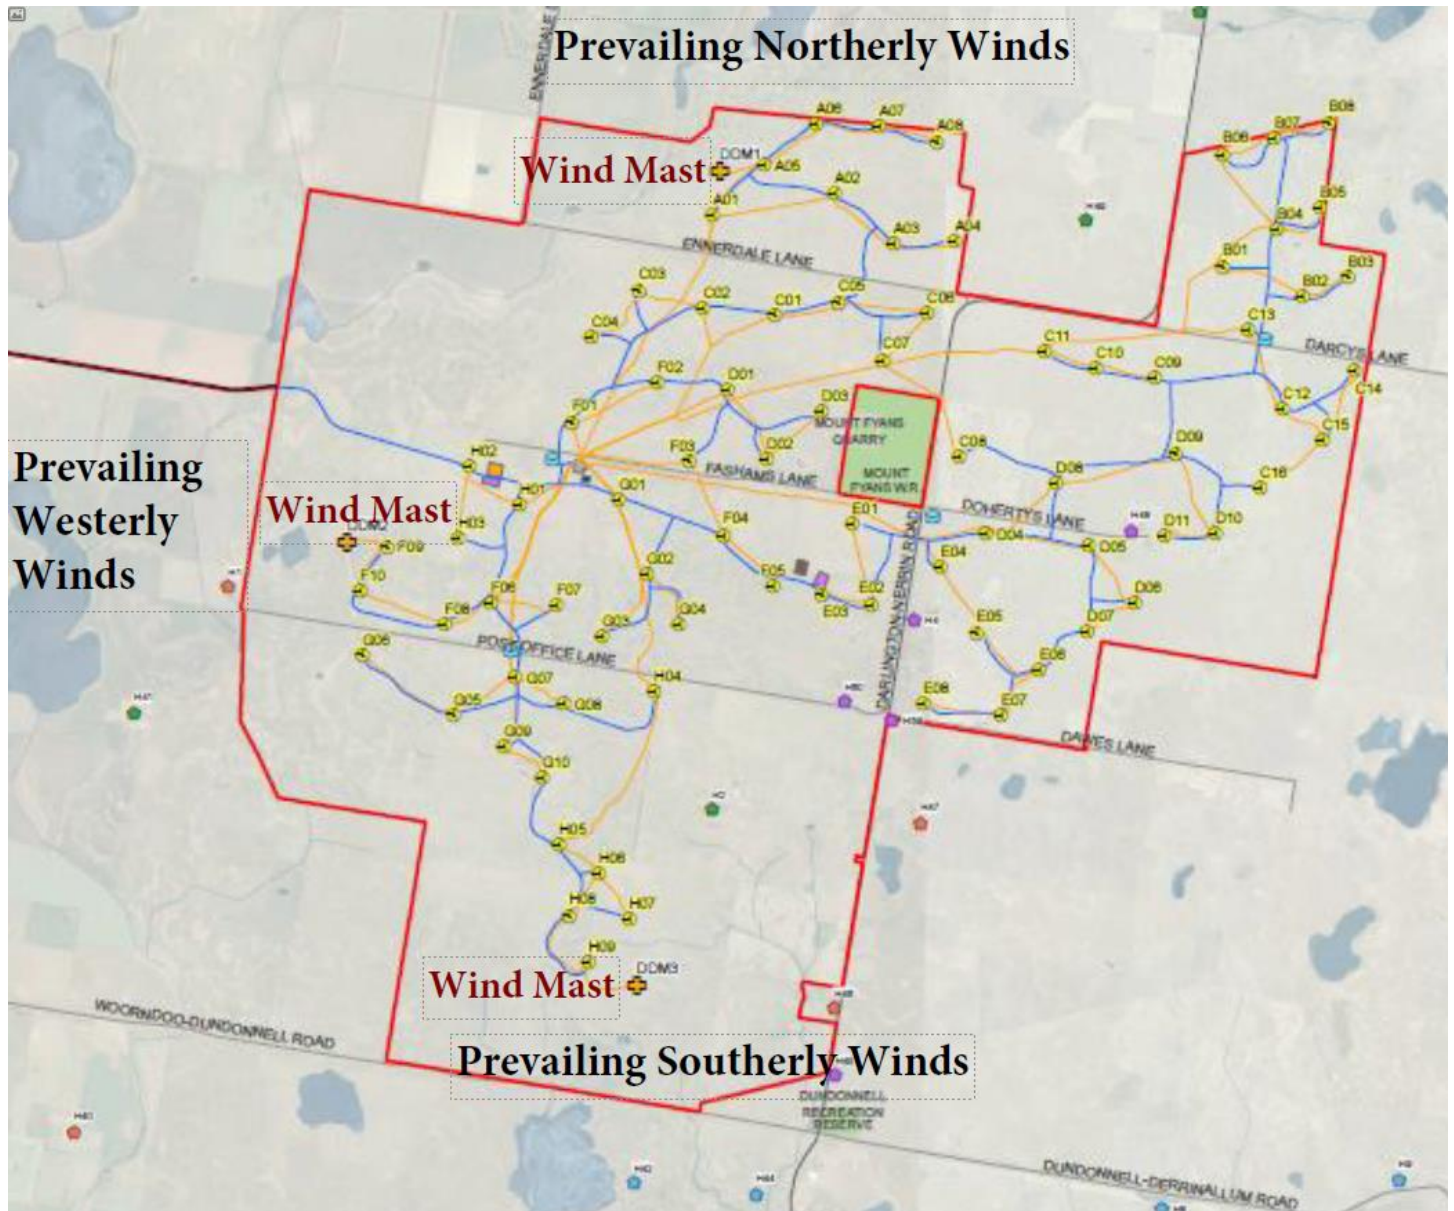 Prevailing Northerly Winds
A06
A07
A08
B08
B07
B06
DDM1
Wind Mast
A05
A02
A01
A03
A04
B05
B04
ENNERDALE LANE
B01
B03
B02
C03
C02
C01
C05
C06
C04
C07
C13
C11
C10
C09
DARCYS LANE
C14
C12
C15
F02
D01
D03
F01
MOUNT FYANS
QUARRY
F03
D02
C08
D09
D08
C16
H02
FASHAMS LANE
MOUNT
FYANS W.R.
Prevailing
Westerly
Winds
Wind Mast
DDM2
H01
H03
G01
F04
E01
DOHERTYS LANE
D11
D10
F09
G02
E04
D04
D05
F10
F06
F07
F05
E03
E02
D06
F08
G03
G04
E05
D07
POST OFFICE LANE
DARLINGTON-NERRIN ROAD
G06
G07
H04
E06
G05
G08
E08
E07
DAWES LANE
G09
G10
H05
H06
H08
H07
H09
DDM3
Wind Mast
WOORNDOO-DUNDONNELL ROAD
Prevailing Southerly Winds
DUNDONNELL
RECREATION
RESERVE
DUNDONNELL-DERRINALLUM ROAD